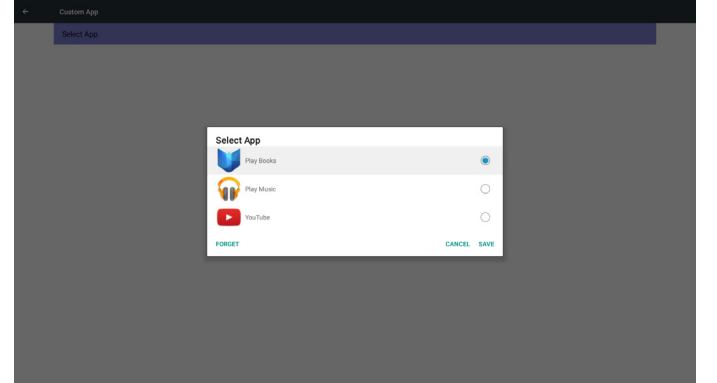 Custom App
Select App
Select App
Play Books
Play Music
YouTube
FORGET CANCEL SAVE